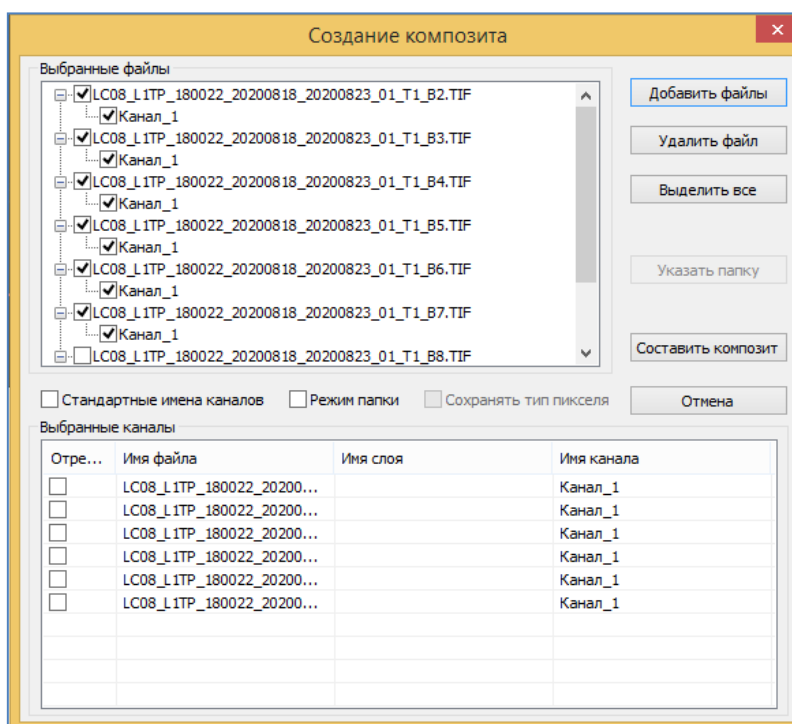 Создание композита
Выбранные файлы
LC08_L1TP_180022_20200818_20200823_01_T1_B2.TIF
Канал_1
LC08_L1TP_180022_20200818_20200823_01_T1_B3.TIF
Канал_1
LC08_L1TP_180022_20200818_20200823_01_T1_B4.TIF
Канал_1
LC08_L1TP_180022_20200818_20200823_01_T1_B5.TIF
Канал_1
LC08_L1TP_180022_20200818_20200823_01_T1_B6.TIF
Канал_1
LC08_L1TP_180022_20200818_20200823_01_T1_B7.TIF
Канал_1
LC08_L1TP_180022_20200818_20200823_01_T1_B8.TIF
Добавить файлы
Удалить файл
Выделить все
Указать папку
Составить композит
Отмена
Стандартные имена каналов Режим папки Сохранять тип пикселя
Выбранные каналы
Отре... Имя файла Имя слоя Имя канала
LC08_L1TP_180022_20200... Канал_1
LC08_L1TP_180022_20200... Канал_1
LC08_L1TP_180022_20200... Канал_1
LC08_L1TP_180022_20200... Канал_1
LC08_L1TP_180022_20200... Канал_1
LC08_L1TP_180022_20200... Канал_1